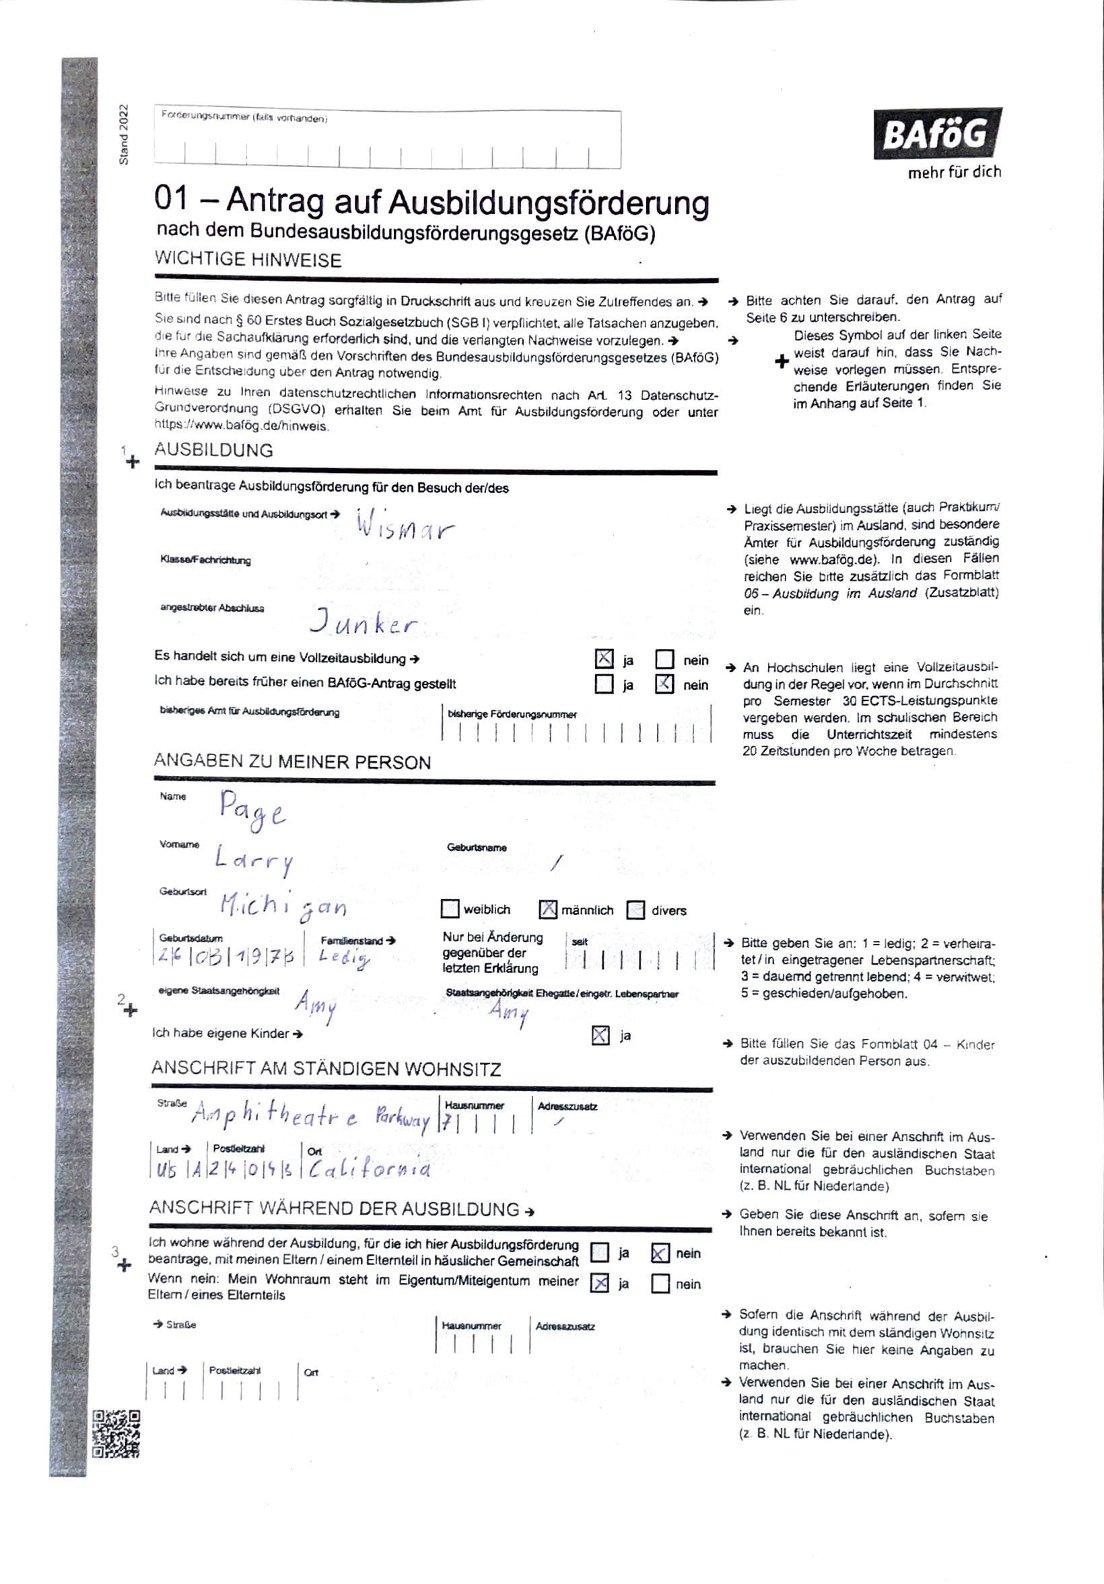 Stand 2022
Förderungsnummer (falls vorhanden)
BAföG
mehr für dich
01 – Antrag auf Ausbildungsförderung
nach dem Bundesausbildungsförderungsgesetz (BAföG)
WICHTIGE HINWEISE
Bitte füllen Sie diesen Antrag sorgfältig in Druckschrift aus und kreuzen Sie Zutreffendes an. →
Sie sind nach § 60 Erstes Buch Sozialgesetzbuch (SGB I) verpflichtet, alle Tatsachen anzugeben,
die für die Sachaufklärung erforderlich sind, und die verlangten Nachweise vorzulegen. →
Ihre Angaben sind gemäß den Vorschriften des Bundesausbildungsförderungsgesetzes (BAföG)
für die Entscheidung über den Antrag notwendig.
Hinweise zu Ihren datenschutzrechtlichen Informationsrechten nach Art. 13 Datenschutz-
Grundverordnung (DSGVO) erhalten Sie beim Amt für Ausbildungsförderung oder unter
https://www.bafög.de/hinweis.
→ Bitte achten Sie darauf, den Antrag auf
Seite 6 zu unterschreiben.
→ Dieses Symbol auf der linken Seite
+ weist darauf hin, dass Sie Nach-
weise vorlegen müssen. Entspre-
chende Erläuterungen finden Sie
im Anhang auf Seite 1.
1 + AUSBILDUNG
Ich beantrage Ausbildungsförderung für den Besuch der/des
Ausbildungsstätte und Ausbildungsort → Wismar
Klasse/Fachrichtung
angestrebter Abschluss Junker
→ Liegt die Ausbildungsstätte (auch Praktikum/
Praxissemester) im Ausland, sind besondere
Ämter für Ausbildungsförderung zuständig
(siehe www.bafög.de). In diesen Fällen
reichen Sie bitte zusätzlich das Formblatt
06 – Ausbildung im Ausland (Zusatzblatt)
ein.
Es handelt sich um eine Vollzeitausbildung → ☒ ja ☐ nein
Ich habe bereits früher einen BAföG-Antrag gestellt ☐ ja ☒ nein
bisheriges Amt für Ausbildungsförderung bisherige Förderungsnummer
→ An Hochschulen liegt eine Vollzeitausbil-
dung in der Regel vor, wenn im Durchschnitt
pro Semester 30 ECTS-Leistungspunkte
vergeben werden. Im schulischen Bereich
muss die Unterrichtszeit mindestens
20 Zeitstunden pro Woche betragen.
ANGABEN ZU MEINER PERSON
Name Page
Vorname Larry Geburtsname /
Geburtsort Michigan ☐ weiblich ☒ männlich ☐ divers
Geburtsdatum Familienstand → Nur bei Änderung seit
26031973 Ledig gegenüber der
letzten Erklärung
→ Bitte geben Sie an: 1 = ledig; 2 = verheira-
tet/in eingetragener Lebenspartnerschaft;
3 = dauernd getrennt lebend; 4 = verwitwet;
5 = geschieden/aufgehoben.
2 + eigene Staatsangehörigkeit Amy Staatsangehörigkeit Ehegatte/eingetr. Lebenspartner Amy
Ich habe eigene Kinder → ☒ ja
→ Bitte füllen Sie das Formblatt 04 – Kinder
der auszubildenden Person aus.
ANSCHRIFT AM STÄNDIGEN WOHNSITZ
Straße Amphitheatre Parkway Hausnummer 7 Adresszusatz /
Land → Postleitzahl Ort
USA 24043 California
→ Verwenden Sie bei einer Anschrift im Aus-
land nur die für den ausländischen Staat
international gebräuchlichen Buchstaben
(z. B. NL für Niederlande)
ANSCHRIFT WÄHREND DER AUSBILDUNG →
→ Geben Sie diese Anschrift an, sofern sie
Ihnen bereits bekannt ist.
3 + Ich wohne während der Ausbildung, für die ich hier Ausbildungsförderung
beantrage, mit meinen Eltern / einem Elternteil in häuslicher Gemeinschaft ☐ ja ☒ nein
Wenn nein: Mein Wohnraum steht im Eigentum/Miteigentum meiner
Eltern / eines Elternteils ☒ ja ☐ nein
→ Straße Hausnummer Adresszusatz
Land → Postleitzahl Ort
→ Sofern die Anschrift während der Ausbil-
dung identisch mit dem ständigen Wohnsitz
ist, brauchen Sie hier keine Angaben zu
machen.
→ Verwenden Sie bei einer Anschrift im Aus-
land nur die für den ausländischen Staat
international gebräuchlichen Buchstaben
(z. B. NL für Niederlande).